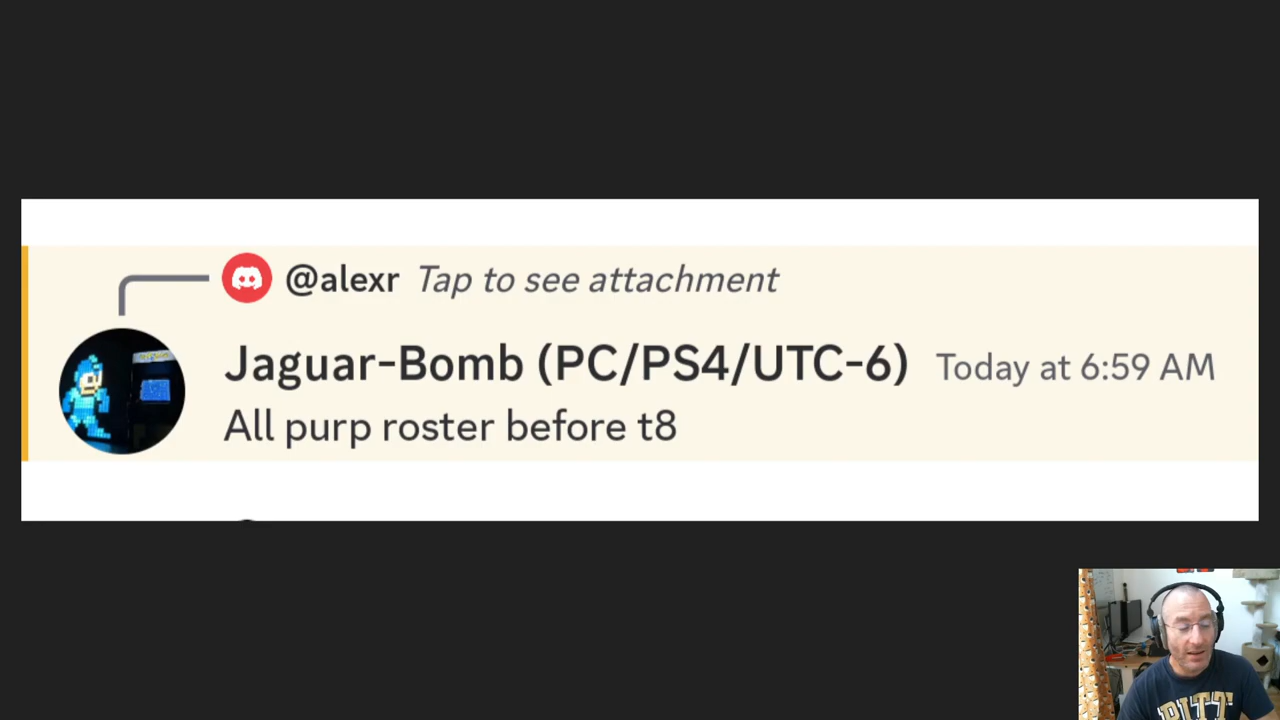 @alexr Tap to see attachment
Jaguar-Bomb (PC/PS4/UTC-6) Today at 6:59 AM
All purp roster before t8
PITT